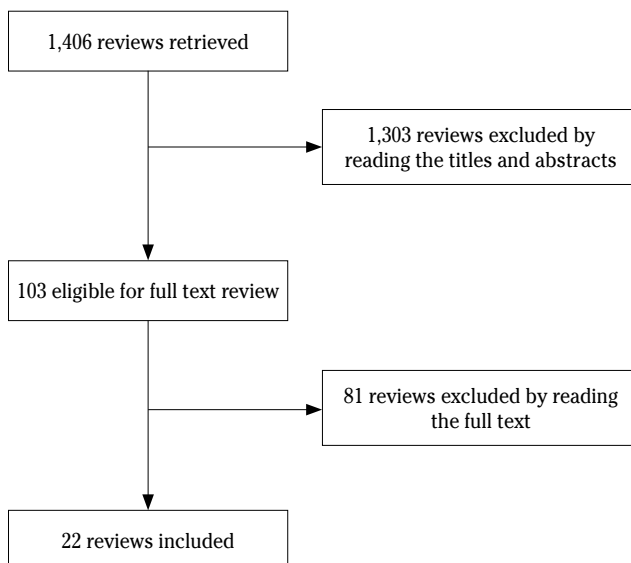 1,406 reviews retrieved
1,303 reviews excluded by
reading the titles and abstracts
103 eligible for full text review
81 reviews excluded by reading
the full text
22 reviews included